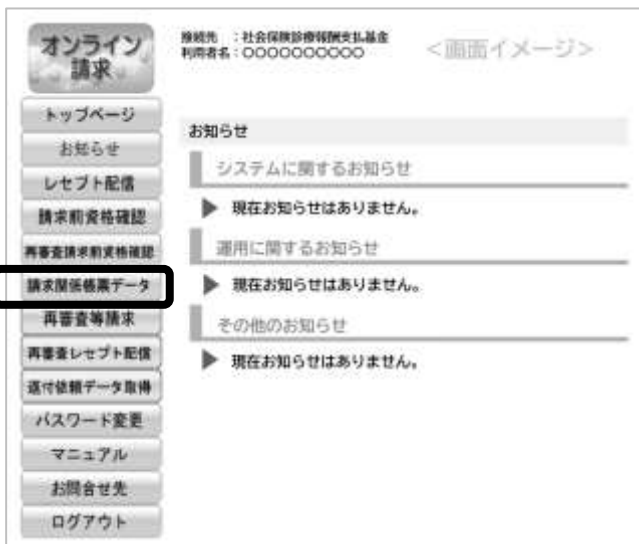 オンライン
請求
接続先　：社会保険診療報酬支払基金
利用者名：〇〇〇〇〇〇〇〇〇〇
＜画面イメージ＞
トップページ
お知らせ
レセプト配信
請求前資格確認
再審査請求前資格確認
請求関係帳票データ
再審査等請求
再審査レセプト配信
返付依頼データ取得
パスワード変更
マニュアル
お問合せ先
ログアウト
お知らせ
システムに関するお知らせ
▶ 現在お知らせはありません。
運用に関するお知らせ
▶ 現在お知らせはありません。
その他のお知らせ
▶ 現在お知らせはありません。